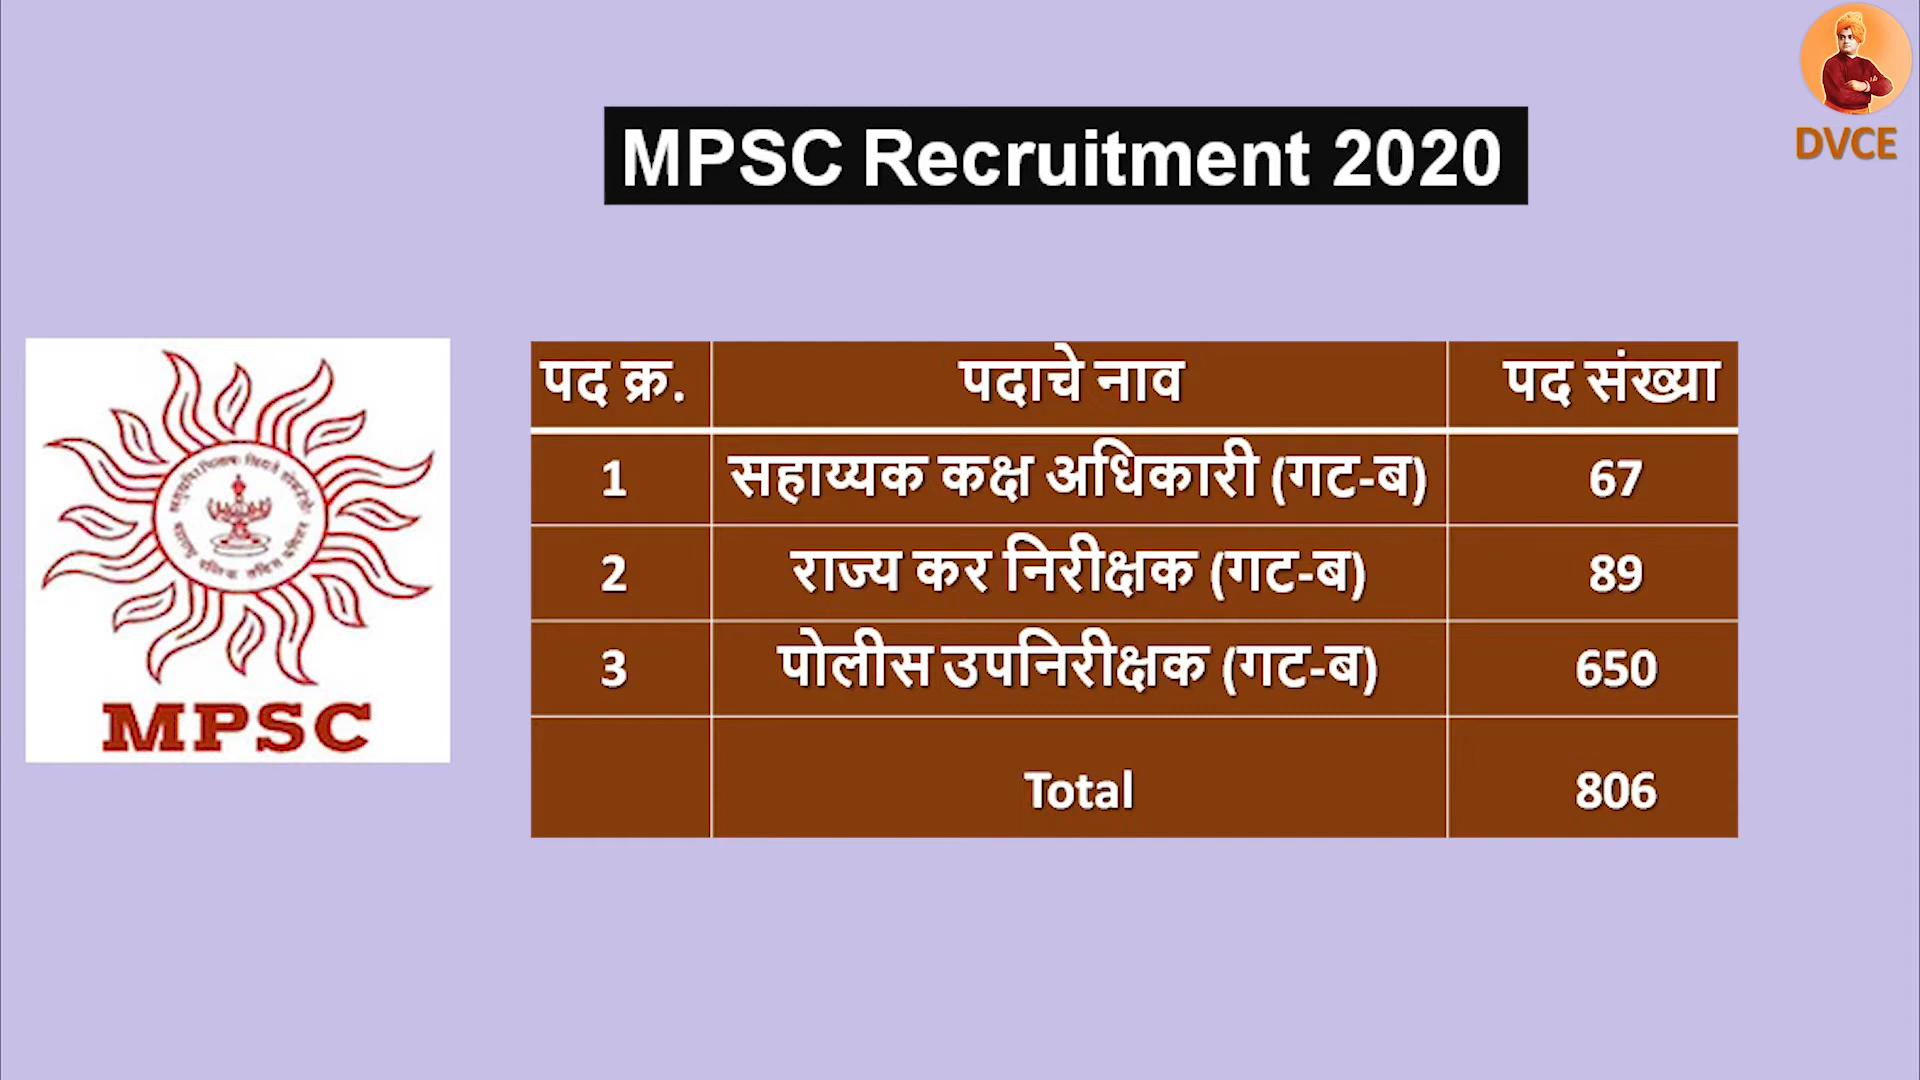 DVCE
MPSC Recruitment 2020
पद क्र. पदाचे नाव पद संख्या
1 सहाय्यक कक्ष अधिकारी (गट-ब) 67
2 राज्य कर निरीक्षक (गट-ब) 89
3 पोलीस उपनिरीक्षक (गट-ब) 650
Total 806
MPSC